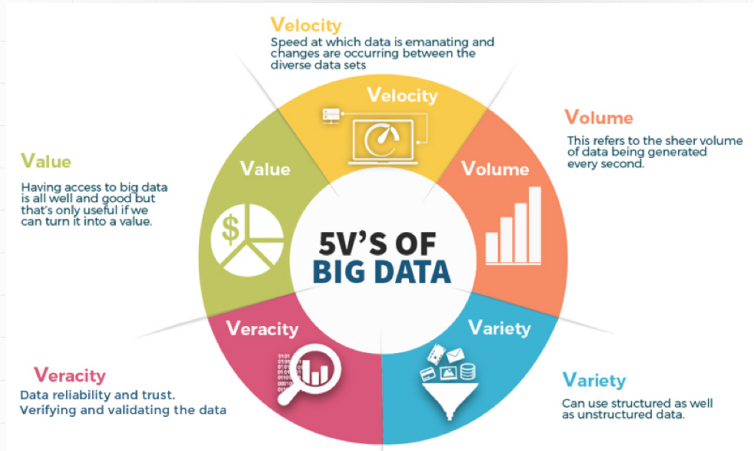 Velocity
Speed at which data is emanating and
changes are occurring between the
diverse data sets
Velocity
Volume
This refers to the sheer volume
of data being generated
every second.
Value
Having access to big data
is all well and good but
that's only useful if we
can turn it into a value.
Value
$
Volume
5V'S OF
BIG DATA
Veracity
Variety
Veracity
Data reliability and trust.
Verifying and validating the data
Variety
Can use structured as well
as unstructured data.